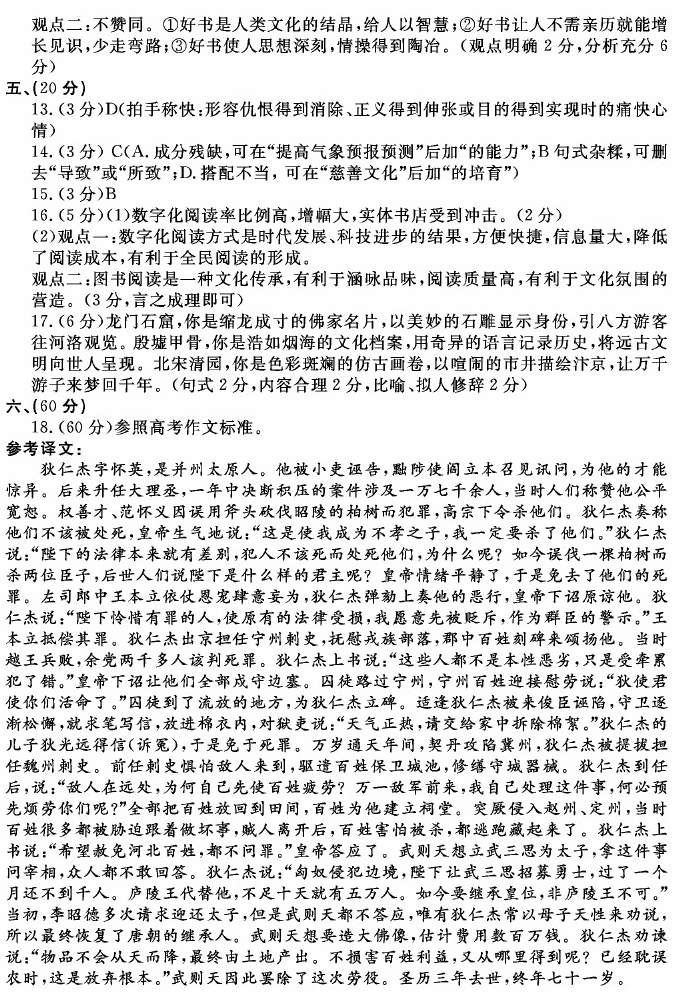 观点二:不赞同。①好书是人类文化的结晶,给人以智慧;②好书让人不需亲历就能增
长见识,少走弯路;③好书使人思想深刻,情操得到陶冶。(观点明确 2 分,分析充分 6
分)
五、(20 分)
13.(3 分)D(拍手称快:形容仇恨得到消除、正义得到伸张或目的得到实现时的痛快心
情)
14.(3 分) C(A. 成分残缺,可在“提高气象预报预测”后加“的能力”;B 句式杂糅,可删
去“导致”或“所致”;D. 搭配不当, 可在“慈善文化”后加“的培育”)
15.(3 分)B
16.(5 分)(1)数字化阅读率比例高,增幅大,实体书店受到冲击。(2 分)
(2)观点一:数字化阅读方式是时代发展、科技进步的结果,方便快捷,信息量大,降低
了阅读成本,有利于全民阅读的形成。
观点二:图书阅读是一种文化传承,有利于涵咏品味,阅读质量高,有利于文化氛围的
营造。(3 分,言之成理即可)
17.(6 分)龙门石窟,你是缩龙成寸的佛家名片,以美妙的石雕显示身份,引八方游客
往河洛观览。殷墟甲骨,你是浩如烟海的文化档案,用奇异的语言记录历史,将远古文
明向世人呈现。北宋清园,你是色彩斑斓的仿古画卷,以喧闹的市井描绘汴京,让万千
游子来梦回千年。(句式 2 分,内容合理 2 分,比喻、拟人修辞 2 分)
六、(60 分)
18.(60 分)参照高考作文标准。
参考译文:
狄仁杰字怀英,是并州太原人。他被小吏诬告,黜陟使阎立本召见讯问,为他的才能
惊异。后来升任大理丞,一年中决断积压的案件涉及一万七千余人,当时人们称赞他公平
宽恕。权善才、范怀义因误用斧头砍伐昭陵的柏树而犯罪,高宗下令杀他们。狄仁杰奏称
他们不该被处死,皇帝生气地说:“这是使我成为不孝之子,我一定要杀了他们。”狄仁杰
说:“陛下的法律本来就有差别,犯人不该死而处死他们,为什么呢? 如今误伐一棵柏树而
杀两位臣子,后世人们说陛下是什么样的君主呢? 皇帝情绪平静了,于是免去了他们的死
罪。左司郎中王本立依仗恩宠肆意妄为,狄仁杰弹劾上奏他的恶行,皇帝下诏原谅他。狄
仁杰说:“陛下怜惜有罪的人,使原有的法律受损,我愿意先被贬斥,作为群臣的警示。”王
本立抵偿其罪。狄仁杰出京担任宁州刺史,抚慰戎族部落,郡中百姓刻碑来颂扬他。当时
越王兵败,余党两千多人该判死罪。狄仁杰上书说:“这些人都不是本性恶劣,只是受牵累
犯了错。”皇帝下诏让他们全部戍守边塞。囚徒路过宁州,宁州百姓迎接慰劳说:“狄使君
使你们活命了。”囚徒到了流放的地方,为狄仁杰立碑。适逢狄仁杰被来俊臣诬陷,守卫逐
渐松懈,就求笔写信,放进棉衣内,对狱吏说:“天气正热,请交给家中拆除棉絮。”狄仁杰的
儿子狄光远得信(诉冤),于是免于死罪。万岁通天年间,契丹攻陷冀州,狄仁杰被提拔担
任魏州刺史。前任刺史惧怕敌人来到,驱遣百姓保卫城池,修缮守城器械。狄仁杰到任
后,说:“敌人在远处,为何自己先使百姓疲劳? 万一敌军前来,我自己处理这件事,何必预
先烦劳你们呢?”全部把百姓放回到田间,百姓为他建立祠堂。突厥侵入赵州、定州,当时
百姓很多都被胁迫跟着做坏事,贼人离开后,百姓害怕被杀,都逃跑藏起来了。狄仁杰上
书说:“希望赦免河北百姓,都不问罪。”皇帝答应了。武则天想立武三思为太子,拿这件事
问宰相,众人都不敢回答。狄仁杰说:“匈奴侵犯边境,陛下让武三思招募勇士,过了一个
月还不到千人。庐陵王代替他,不足十天就有五万人。如今要继承皇位,非庐陵王不可。”
当初,李昭德多次请求迎还太子,但是武则天都不答应,唯有狄仁杰常以母子天性来劝说,
所以最终恢复了唐朝的继承人。武则天想要造大佛像,估计费用数百万钱。狄仁杰劝谏
说:“物品不会从天而降,最终由土地产出。不损害百姓利益,又从哪里得到呢? 已经耽误
农时,这是放弃根本。”武则天因此罢除了这次劳役。圣历三年去世,终年七十一岁。